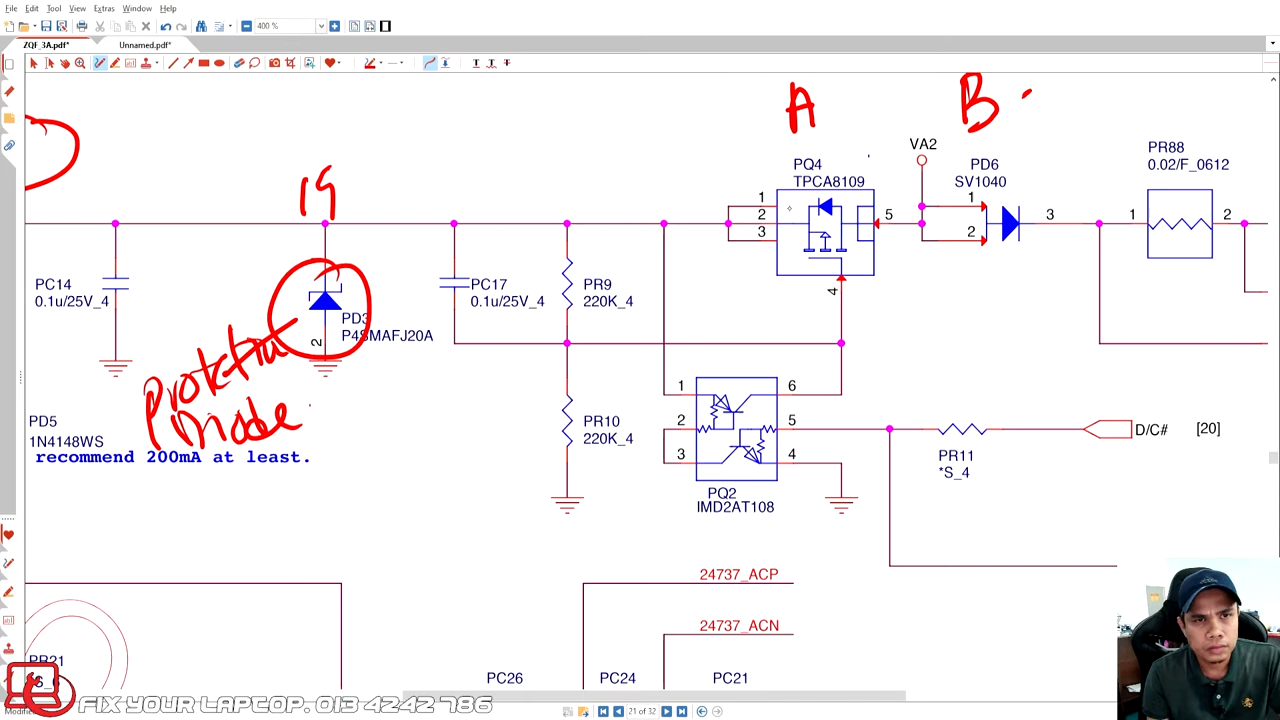 File Edit Tool View Extras Window Help
400 %
ZQF_3A.pdf* Unnamed.pdf*
A B
19
Protection
Diode
PC14
0.1u/25V_4
PD3
P4SMAFJ20A
2
PC17
0.1u/25V_4
PR9
220K_4
PR10
220K_4
PQ4
TPCA8109
1
2
3
5
4
VA2
PD6
SV1040
1
2
3
PR88
0.02/F_0612
1 2
1 6
2 5
3 4
PQ2
IMD2AT108
PR11
*S_4
D/C# [20]
PD5
1N4148WS
recommend 200mA at least.
24737_ACP
24737_ACN
PR21
PC26 PC24 PC21
FIX YOUR LAPTOP. 013 4242 786
21 of 32